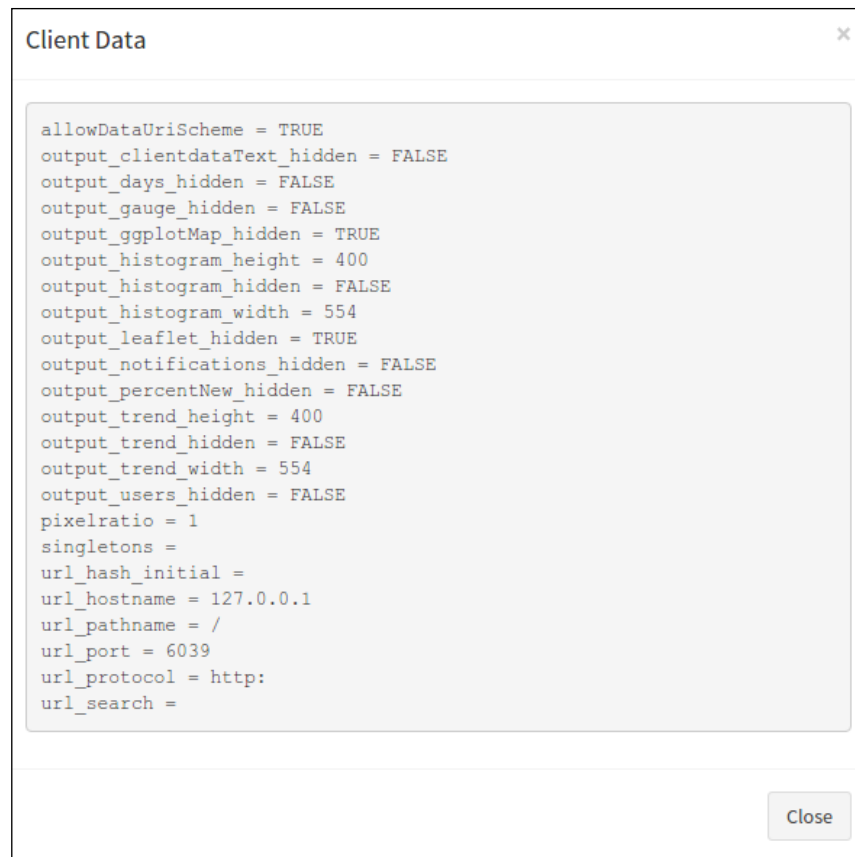 Client Data
×
allowDataUriScheme = TRUE
output_clientdataText_hidden = FALSE
output_days_hidden = FALSE
output_gauge_hidden = FALSE
output_ggplotMap_hidden = TRUE
output_histogram_height = 400
output_histogram_hidden = FALSE
output_histogram_width = 554
output_leaflet_hidden = TRUE
output_notifications_hidden = FALSE
output_percentNew_hidden = FALSE
output_trend_height = 400
output_trend_hidden = FALSE
output_trend_width = 554
output_users_hidden = FALSE
pixelratio = 1
singletons =
url_hash_initial =
url_hostname = 127.0.0.1
url_pathname = /
url_port = 6039
url_protocol = http:
url_search =
Close